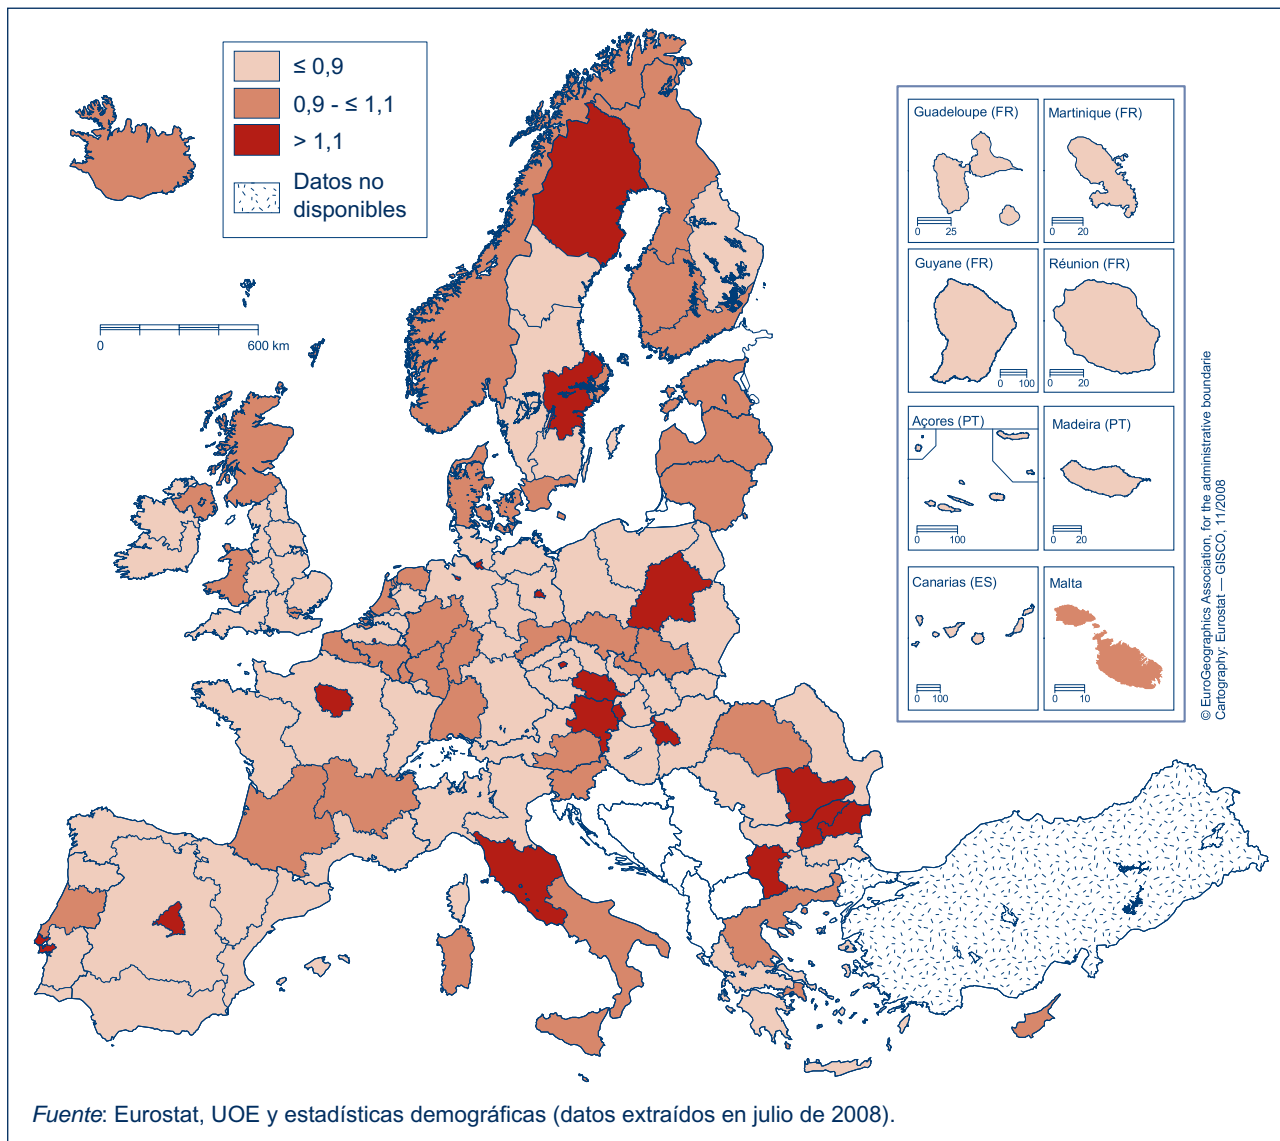 ≤ 0,9
0,9 - ≤ 1,1
> 1,1
Datos no
disponibles
0 600 km
Guadeloupe (FR)
0 25
Martinique (FR)
0 20
Guyane (FR)
0 100
Réunion (FR)
0 20
Açores (PT)
0 100
Madeira (PT)
0 20
Canarias (ES)
0 100
Malta
0 10
© EuroGeographics Association, for the administrative boundarie
Cartography: Eurostat — GISCO, 11/2008
Fuente: Eurostat, UOE y estadísticas demográficas (datos extraídos en julio de 2008).